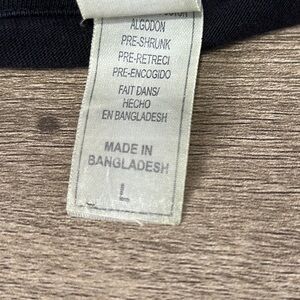 ALGODON
PRE-SHRUNK
PRE-RETRECI
PRE-ENCOGIDO
FAIT DANS/
HECHO
EN BANGLADESH
MADE IN
BANGLADESH
L